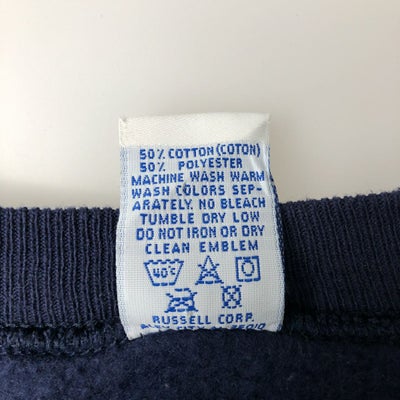 50% COTTON (COTON)
50% POLYESTER
MACHINE WASH WARM
WASH COLORS SEP-
ARATELY. NO BLEACH
TUMBLE DRY LOW
DO NOT IRON OR DRY
CLEAN EMBLEM
40°C
RUSSELL CORP.